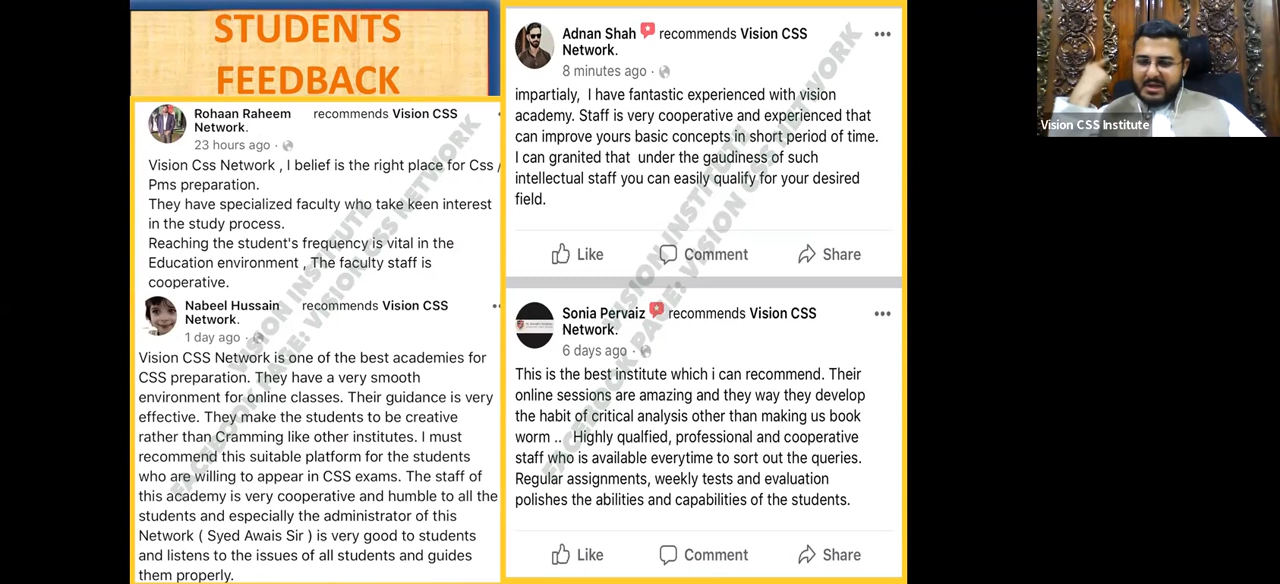 STUDENTS
FEEDBACK
Rohaan Raheem recommends Vision CSS
Network.
23 hours ago ·
Vision Css Network , I belief is the right place for Css /
Pms preparation.
They have specialized faculty who take keen interest
in the study process.
Reaching the student's frequency is vital in the
Education environment , The faculty staff is
cooperative.
Nabeel Hussain recommends Vision CSS
Network.
1 day ago ·
Vision CSS Network is one of the best academies for
CSS preparation. They have a very smooth
environment for online classes. Their guidance is very
effective. They make the students to be creative
rather than Cramming like other institutes. I must
recommend this suitable platform for the students
who are willing to appear in CSS exams. The staff of
this academy is very cooperative and humble to all the
students and especially the administrator of this
Network ( Syed Awais Sir ) is very good to students
and listens to the issues of all students and guides
them properly.
VISION INSTITUTE
FACEBOOK PAGE: VISION CSS NETWORK
Adnan Shah recommends Vision CSS
Network.
8 minutes ago ·
impartialy, I have fantastic experienced with vision
academy. Staff is very cooperative and experienced that
can improve yours basic concepts in short period of time.
I can granited that under the gaudiness of such
intellectual staff you can easily qualify for your desired
field.
Like Comment Share
Sonia Pervaiz recommends Vision CSS
Network.
6 days ago ·
This is the best institute which i can recommend. Their
online sessions are amazing and they way they develop
the habit of critical analysis other than making us book
worm .. Highly qualfied, professional and cooperative
staff who is available everytime to sort out the queries.
Regular assignments, weekly tests and evaluation
polishes the abilities and capabilities of the students.
Like Comment Share
VISION INSTITUTE
FACEBOOK PAGE: VISION CSS NETWORK
Vision CSS Institute